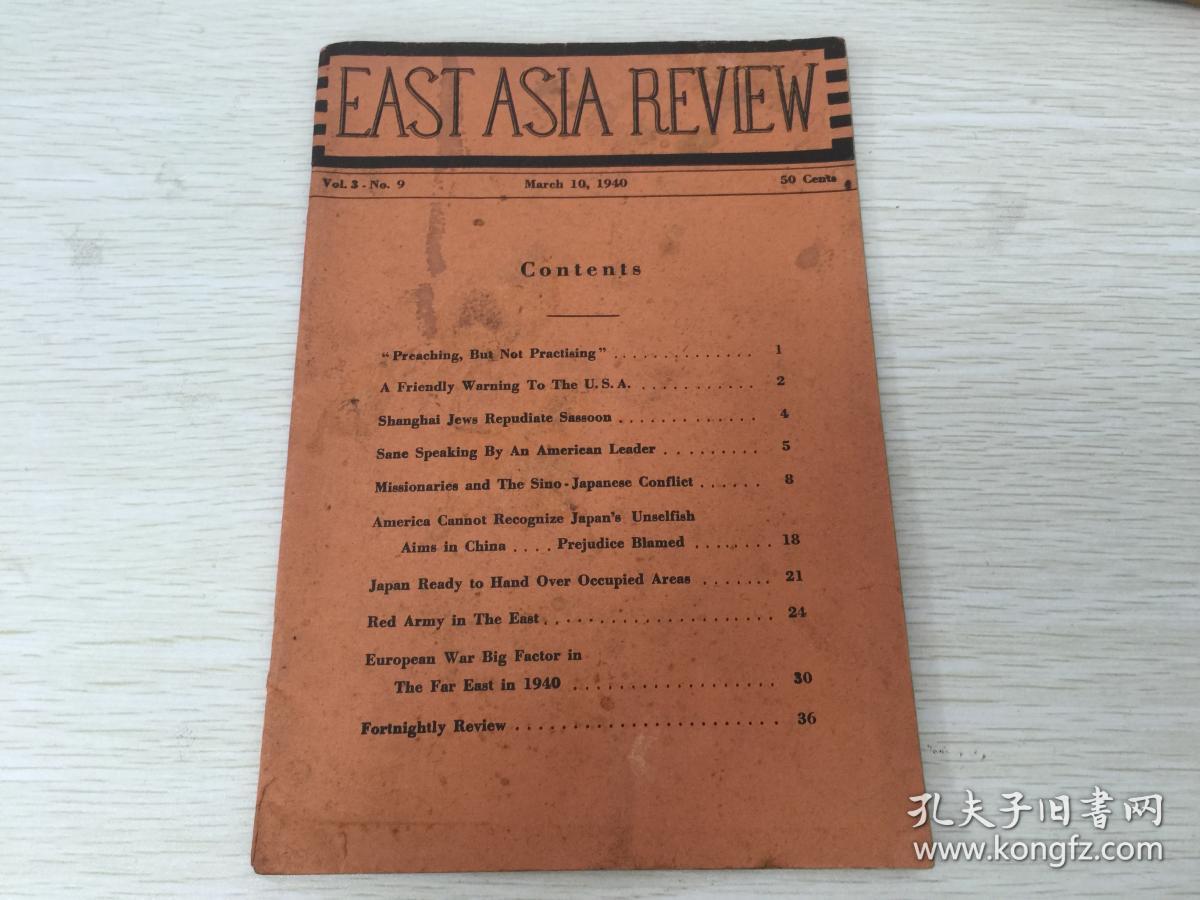 EAST ASIA REVIEW
Vol. 3 - No. 9 March 10, 1940 50 Cents
Contents
"Preaching, But Not Practising" . . . . . . . . . . . . . . 1
A Friendly Warning To The U. S. A. . . . . . . . . . . . . 2
Shanghai Jews Repudiate Sassoon . . . . . . . . . . . . . 4
Sane Speaking By An American Leader . . . . . . . . . 5
Missionaries and The Sino - Japanese Conflict . . . . . . 8
America Cannot Recognize Japan's Unselfish
Aims in China . . . . Prejudice Blamed . . . . . . . . 18
Japan Ready to Hand Over Occupied Areas . . . . . . . 21
Red Army in The East . . . . . . . . . . . . . . . . . . . . 24
European War Big Factor in
The Far East in 1940 . . . . . . . . . . . . . . . . . . 30
Fortnightly Review . . . . . . . . . . . . . . . . . . . . . . . 36
孔夫子旧书网
www.kongfz.com